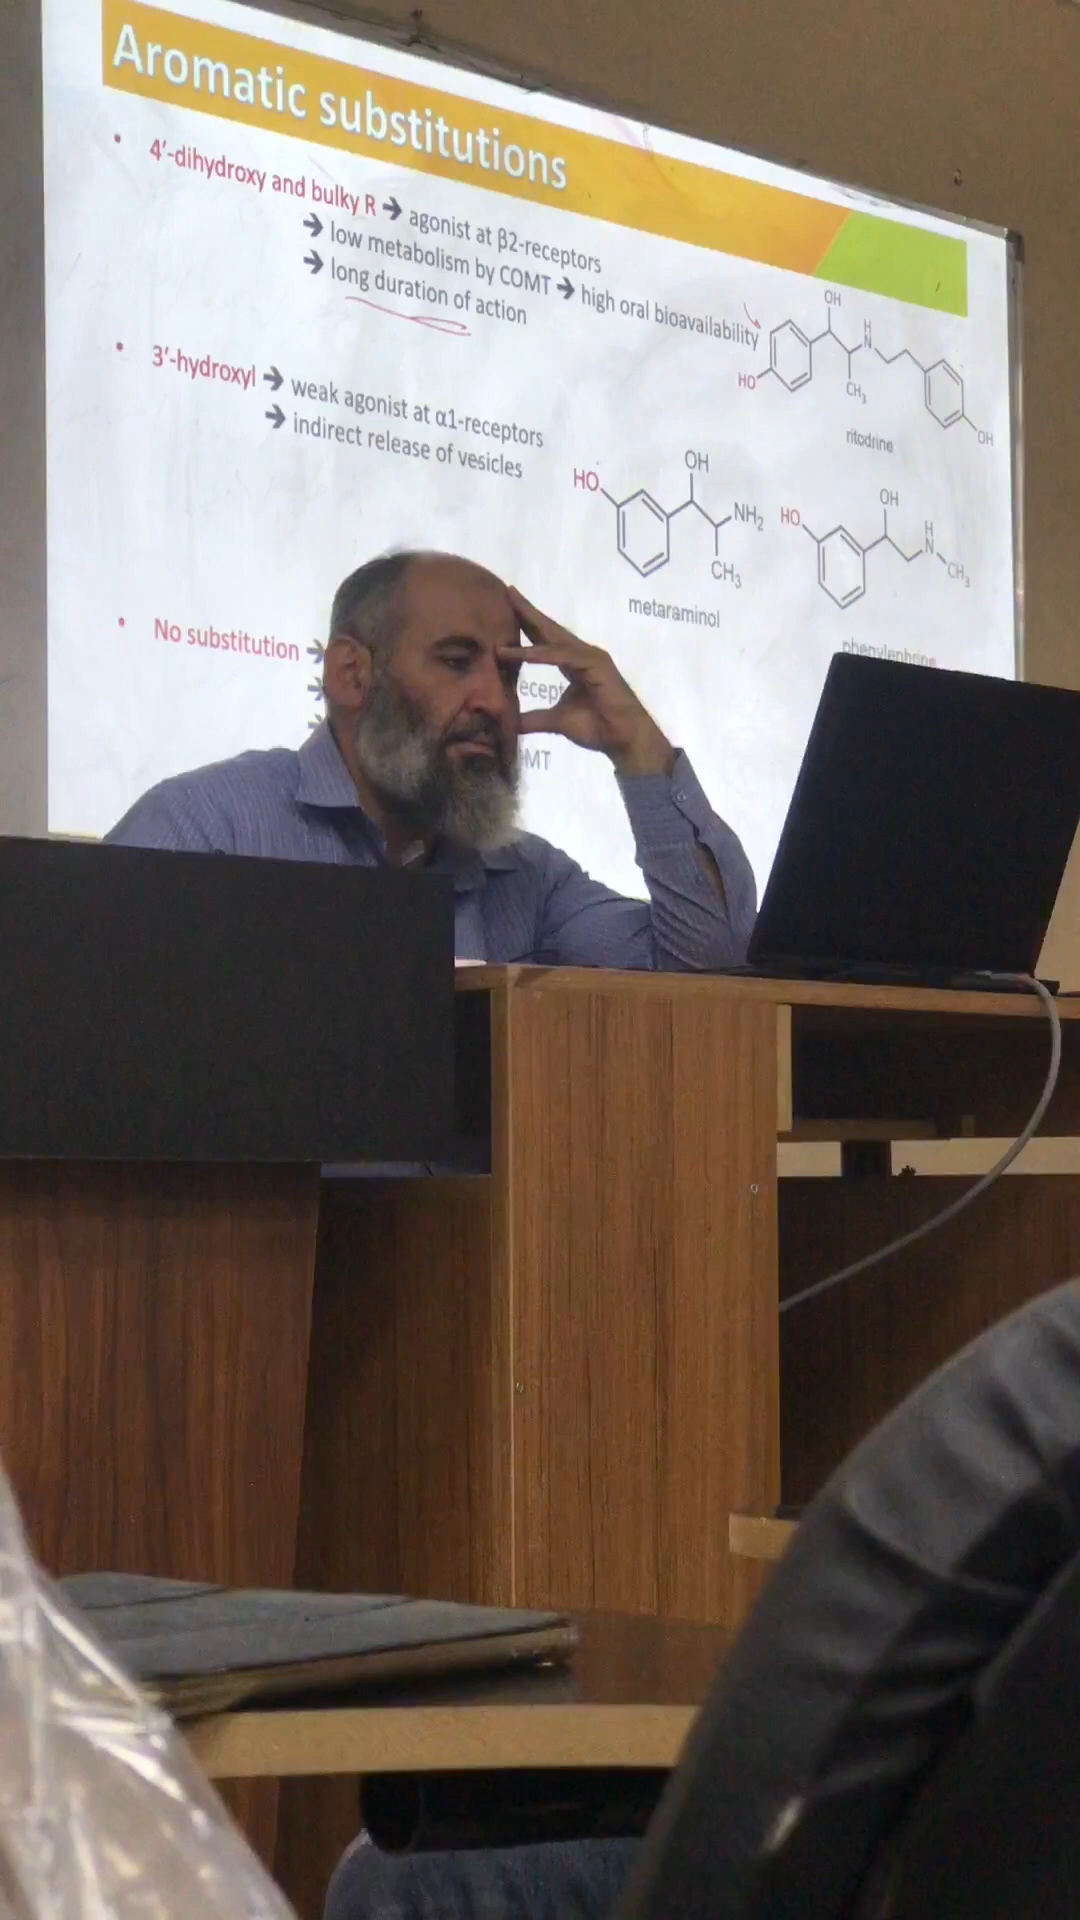 Aromatic substitutions
• 4′-dihydroxy and bulky R ➔ agonist at β2-receptors
➔ low metabolism by COMT ➔ high oral bioavailability
➔ long duration of action
OH
H
N
HO
CH3
OH
ritodrine
• 3′-hydroxyl ➔ weak agonist at α1-receptors
➔ indirect release of vesicles
HO
OH
NH2
CH3
metaraminol
HO
OH
H
N
CH3
phenylephrine
• No substitution ➔
➔
➔